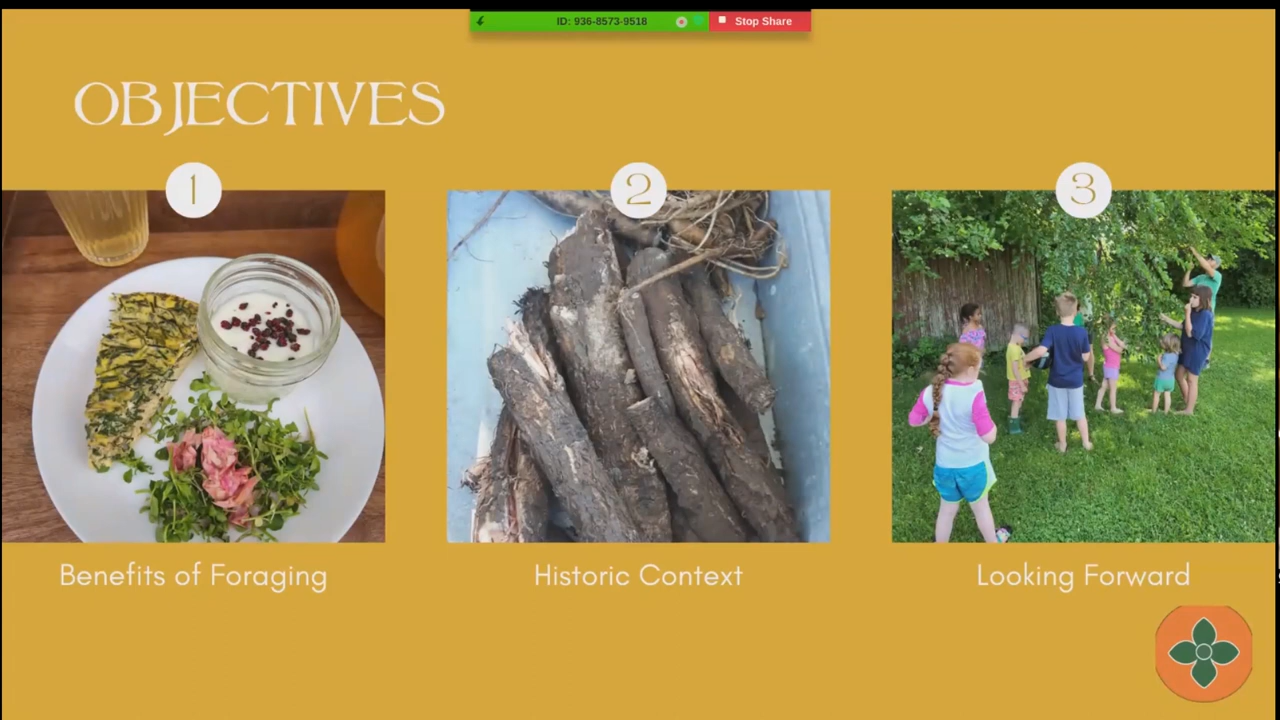 ID: 936-8573-9518
Stop Share
OBJECTIVES
1
2
3
Benefits of Foraging
Historic Context
Looking Forward